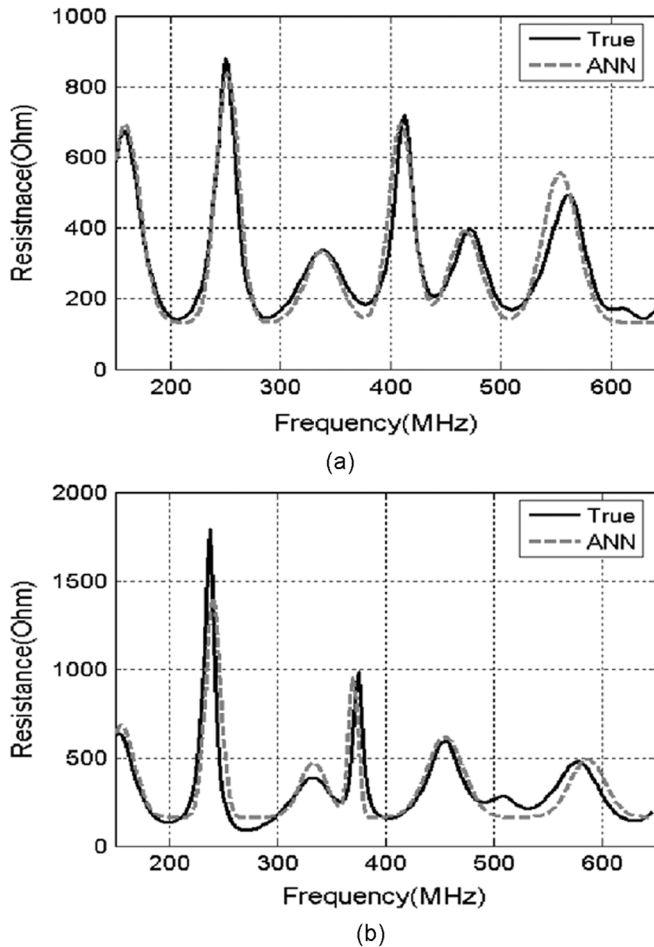 1000
800
600
400
200
0
Resistnace(Ohm)
True
ANN
200 300 400 500 600
Frequency(MHz)
(a)
2000
1500
1000
500
0
Resistance(Ohm)
True
ANN
200 300 400 500 600
Frequency(MHz)
(b)